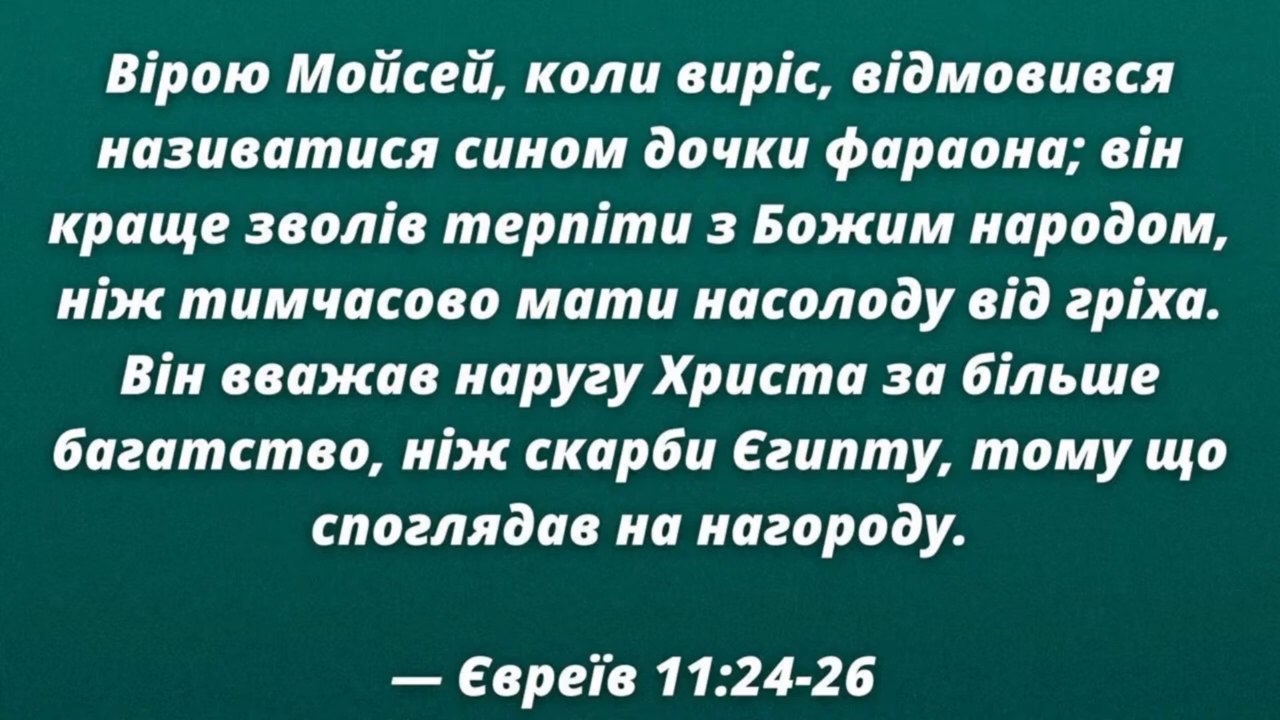 Вірою Мойсей, коли виріс, відмовився
називатися сином дочки фараона; він
краще зволів терпіти з Божим народом,
ніж тимчасово мати насолоду від гріха.
Він вважав наругу Христа за більше
багатство, ніж скарби Єгипту, тому що
споглядав на нагороду.
— Євреїв 11:24-26